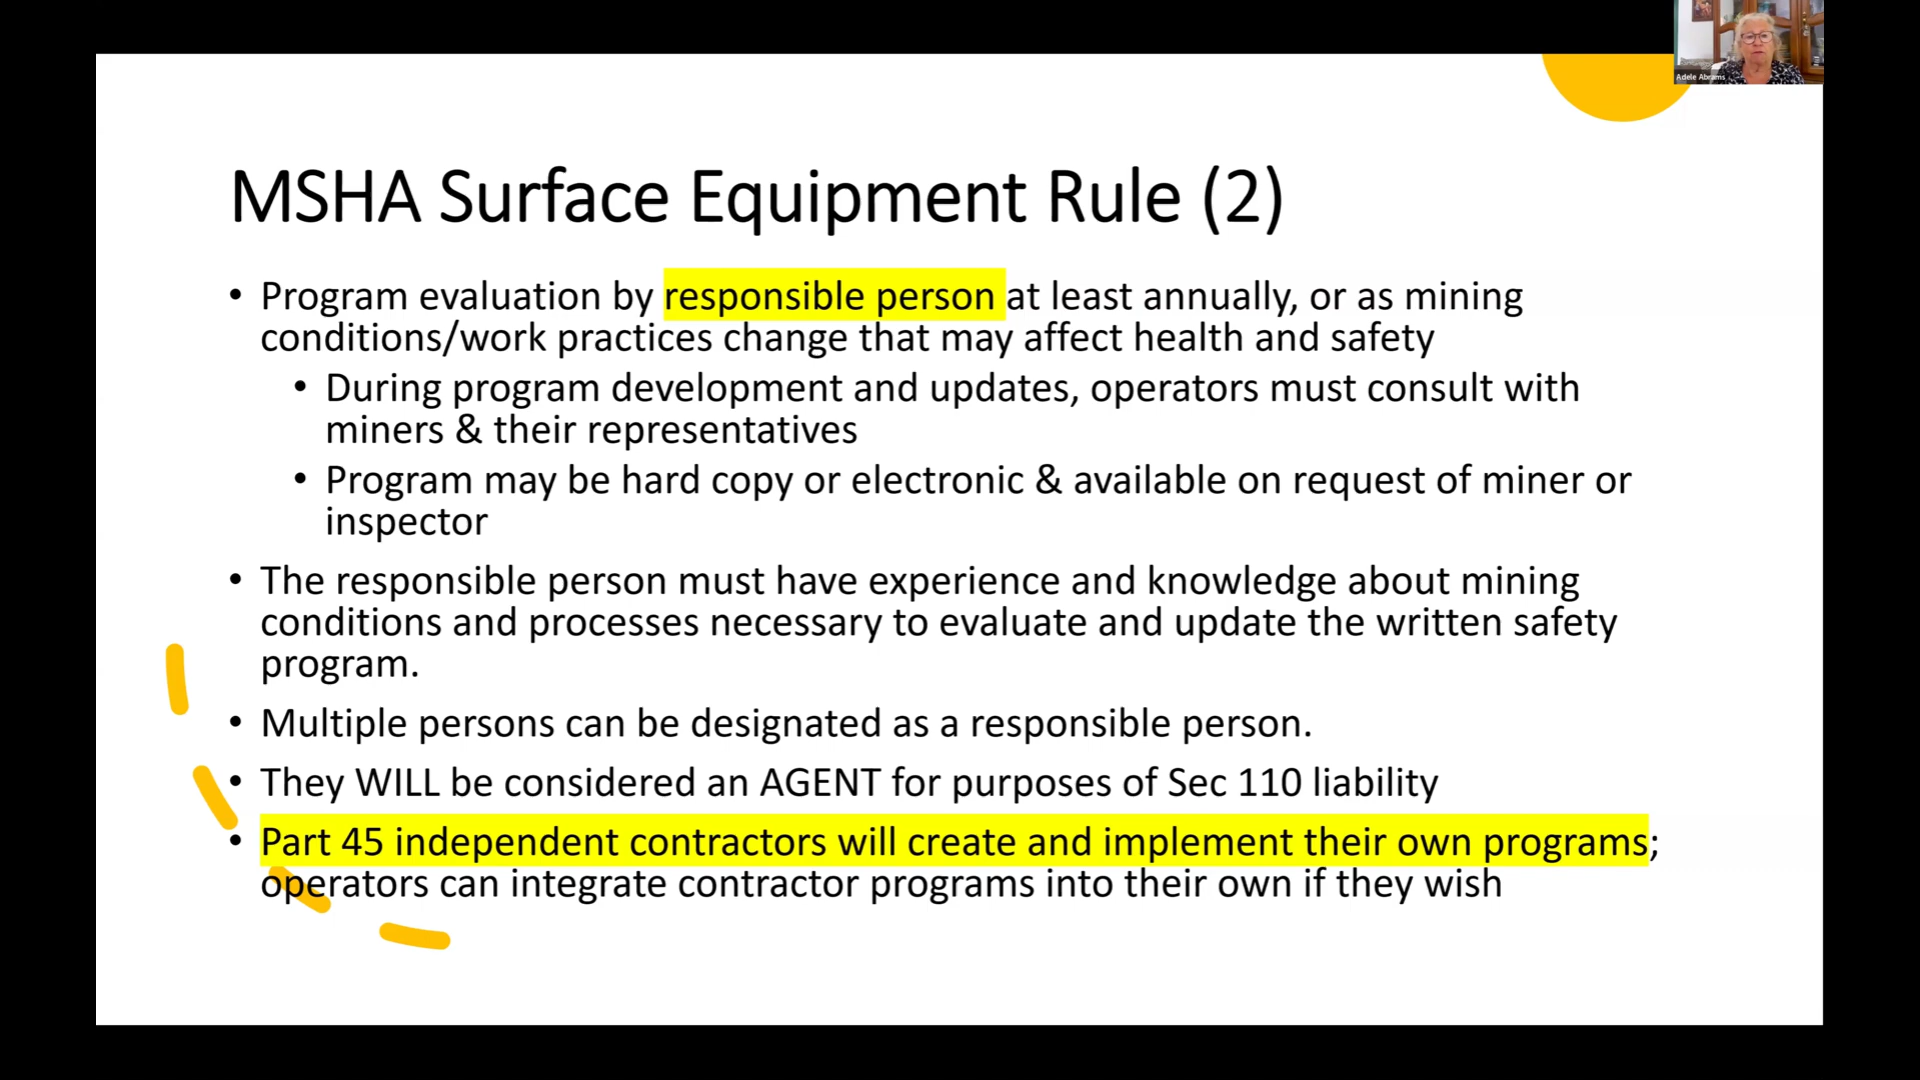 Adele Abrams
MSHA Surface Equipment Rule (2)
• Program evaluation by responsible person at least annually, or as mining
conditions/work practices change that may affect health and safety
• During program development and updates, operators must consult with
miners & their representatives
• Program may be hard copy or electronic & available on request of miner or
inspector
• The responsible person must have experience and knowledge about mining
conditions and processes necessary to evaluate and update the written safety
program.
• Multiple persons can be designated as a responsible person.
• They WILL be considered an AGENT for purposes of Sec 110 liability
• Part 45 independent contractors will create and implement their own programs;
operators can integrate contractor programs into their own if they wish